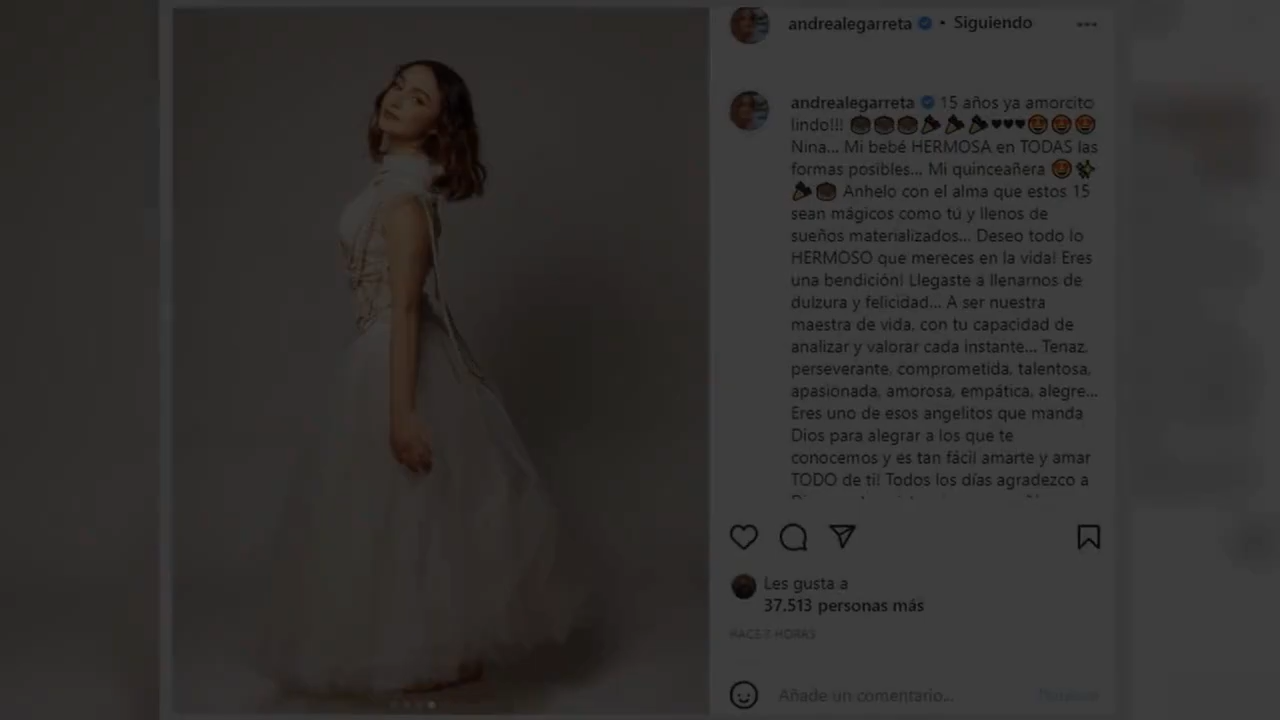 andrealegarreta • Siguiendo
andrealegarreta 15 años ya amorcito
lindo!!!
Nina... Mi bebé HERMOSA en TODAS las
formas posibles... Mi quinceañera
Anhelo con el alma que estos 15
sean mágicos como tú y llenos de
sueños materializados... Deseo todo lo
HERMOSO que mereces en la vida! Eres
una bendición! Llegaste a llenarnos de
dulzura y felicidad... A ser nuestra
maestra de vida, con tu capacidad de
analizar y valorar cada instante... Tenaz,
perseverante, comprometida, talentosa,
apasionada, amorosa, empática, alegre...
Eres uno de esos angelitos que manda
Dios para alegrar a los que te
conocemos y es tan fácil amarte y amar
TODO de ti! Todos los días agradezco a
Les gusta a
37.513 personas más
HACE 7 HORAS
Añade un comentario...
Publicar